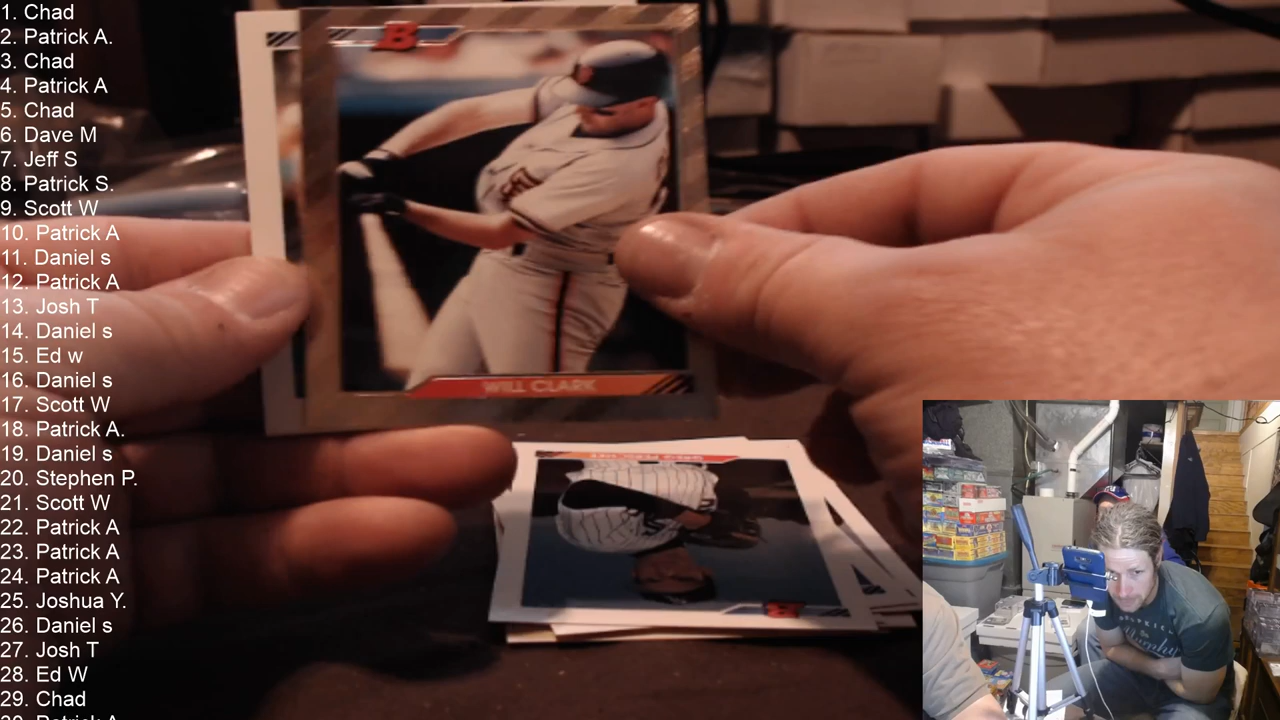 1. Chad
2. Patrick A.
3. Chad
4. Patrick A
5. Chad
6. Dave M
7. Jeff S
8. Patrick S.
9. Scott W
10. Patrick A
11. Daniel s
12. Patrick A
13. Josh T
14. Daniel s
15. Ed w
16. Daniel s
17. Scott W
18. Patrick A.
19. Daniel s
20. Stephen P.
21. Scott W
22. Patrick A
23. Patrick A
24. Patrick A
25. Joshua Y.
26. Daniel s
27. Josh T
28. Ed W
29. Chad
30. Patrick A
B
WILL CLARK
B